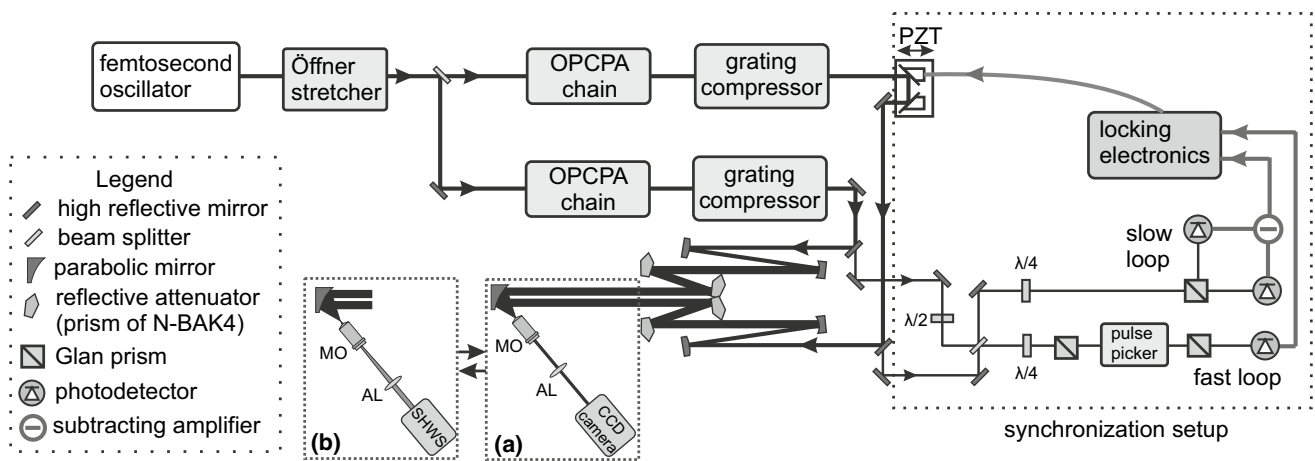 femtosecond
oscillator
Öffner
stretcher
OPCPA
chain
grating
compressor
PZT
locking
electronics
OPCPA
chain
grating
compressor
Legend
high reflective mirror
beam splitter
parabolic mirror
reflective attenuator
(prism of N-BAK4)
Glan prism
photodetector
subtracting amplifier
MO
AL
SHWS
(b)
MO
AL
CCD
camera
(a)
slow
loop
λ/4
λ/2
λ/4
pulse
picker
fast loop
synchronization setup